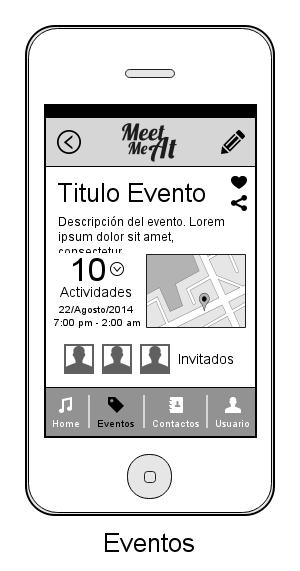 Meet
Me At
Titulo Evento
Descripción del evento. Lorem
ipsum dolor sit amet,
consectetur
10
Actividades
22/Agosto/2014
7:00 pm - 2:00 am
Invitados
Home Eventos Contactos Usuario
Eventos